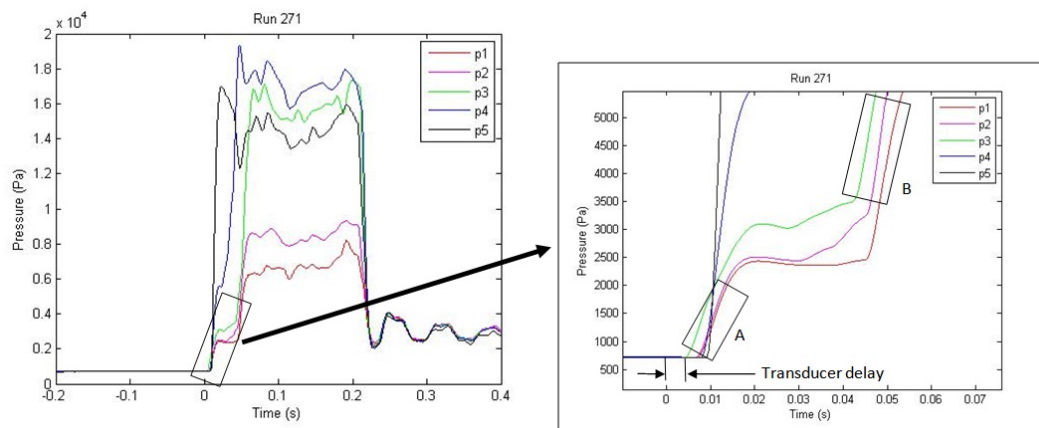 x 10⁴
Run 271
2
1.8
1.6
1.4
1.2
1
0.8
0.6
0.4
0.2
0
Pressure (Pa)
-0.2
-0.1
0
0.1
0.2
0.3
0.4
Time (s)
p1
p2
p3
p4
p5
Run 271
5000
4500
4000
3500
3000
2500
2000
1500
1000
500
Pressure (Pa)
0
0.01
0.02
0.03
0.04
0.05
0.06
0.07
Time (s)
p1
p2
p3
p4
p5
B
A
Transducer delay